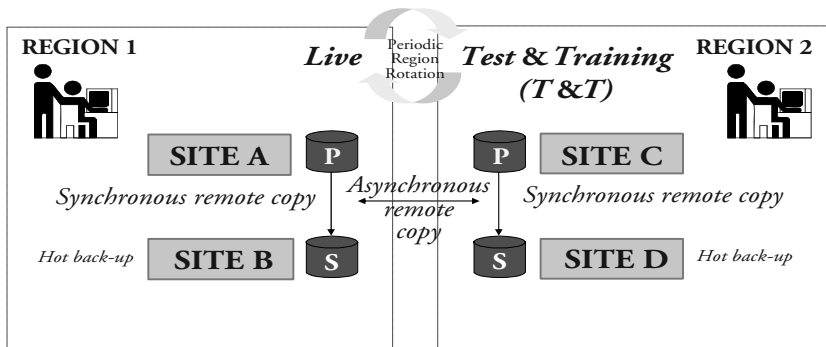 REGION 1
Live
Periodic
Region
Rotation
Test & Training
(T &T)
REGION 2
SITE A
P
P
SITE C
Synchronous remote copy
Asynchronous
remote
copy
Synchronous remote copy
Hot back-up
SITE B
S
S
SITE D
Hot back-up